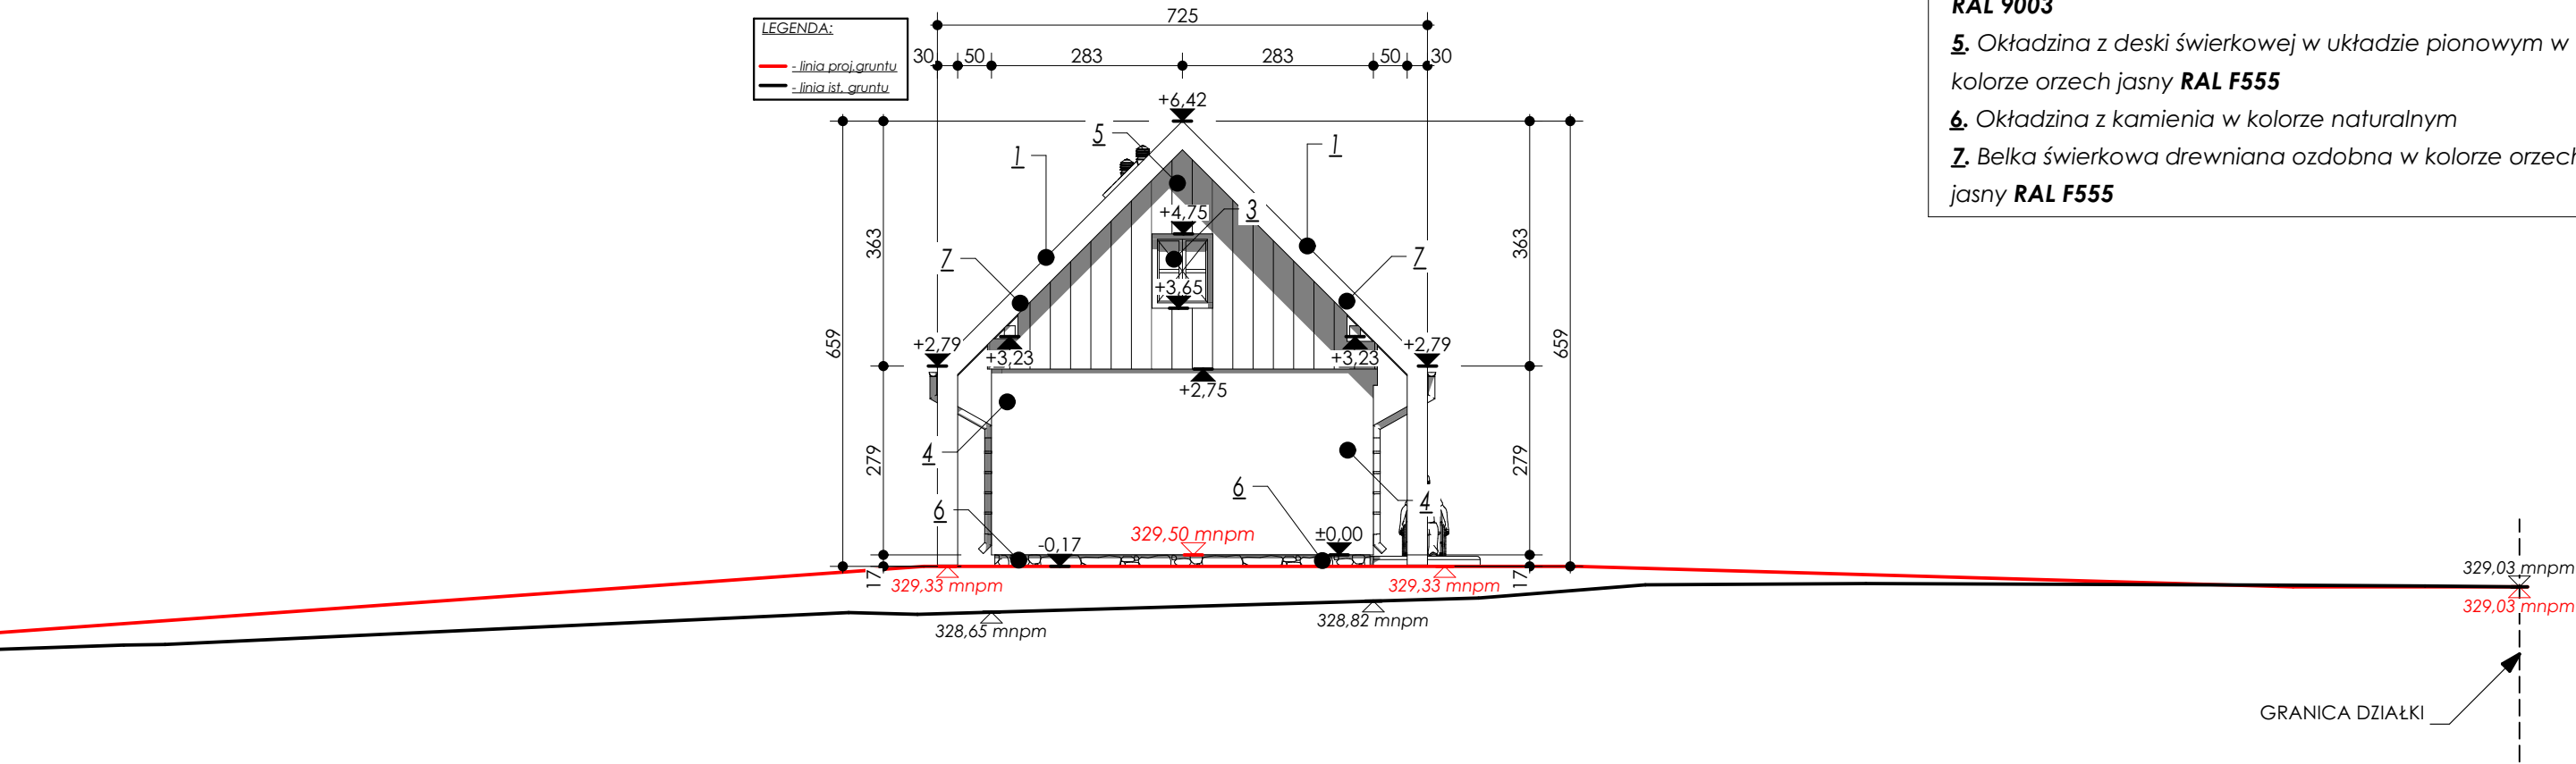 LEGENDA:
- linia proj.gruntu
- linia ist. gruntu
725
30
50
283
283
50
30
RAL 9003
5. Okładzina z deski świerkowej w układzie pionowym w
kolorze orzech jasny RAL F555
6. Okładzina z kamienia w kolorze naturalnym
7. Belka świerkowa drewniana ozdobna w kolorze orzech
jasny RAL F555
+6,42
5
1
1
+4,75
3
363
7
7
363
+3,65
659
+2,79
+3,23
+3,23
+2,79
659
+2,75
279
4
4
279
6
6
-0,17
329,50 mnpm
±0,00
17
329,33 mnpm
329,33 mnpm
17
329,03 mnpm
329,03 mnpm
328,65 mnpm
328,82 mnpm
GRANICA DZIAŁKI